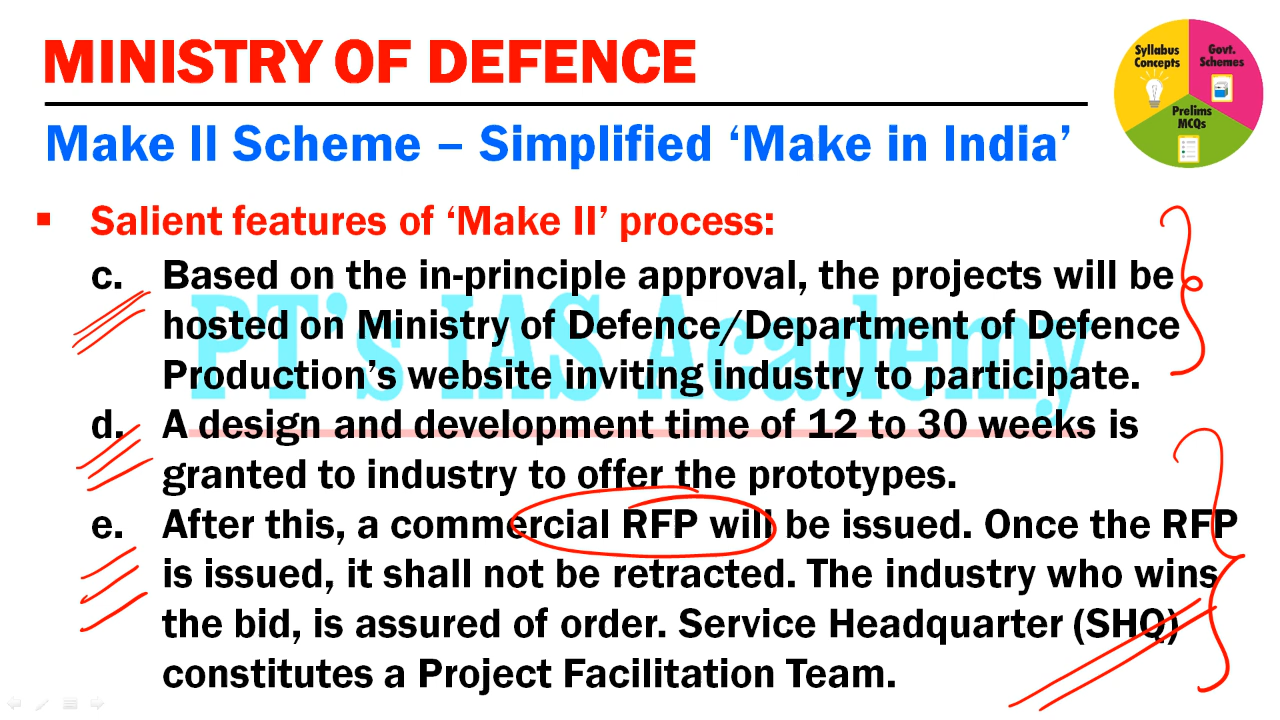 MINISTRY OF DEFENCE
Syllabus
Concepts
Govt.
Schemes
Prelims
MCQs
Make II Scheme – Simplified ‘Make in India’
▪ Salient features of ‘Make II’ process:
c. Based on the in-principle approval, the projects will be
hosted on Ministry of Defence/Department of Defence
Production’s website inviting industry to participate.
PT's IAS Academy
d. A design and development time of 12 to 30 weeks is
granted to industry to offer the prototypes.
e. After this, a commercial RFP will be issued. Once the RFP
is issued, it shall not be retracted. The industry who wins
the bid, is assured of order. Service Headquarter (SHQ)
constitutes a Project Facilitation Team.